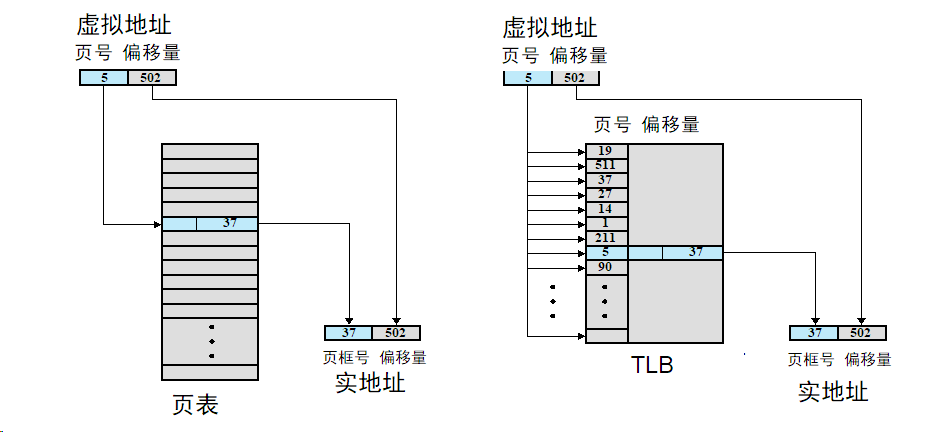 虚拟地址
页号 偏移量
5 502
37
37 502
页框号 偏移量
实地址
页表
虚拟地址
页号 偏移量
5 502
页号 偏移量
19
511
37
27
14
1
211
5 37
90
37 502
页框号 偏移量
实地址
TLB